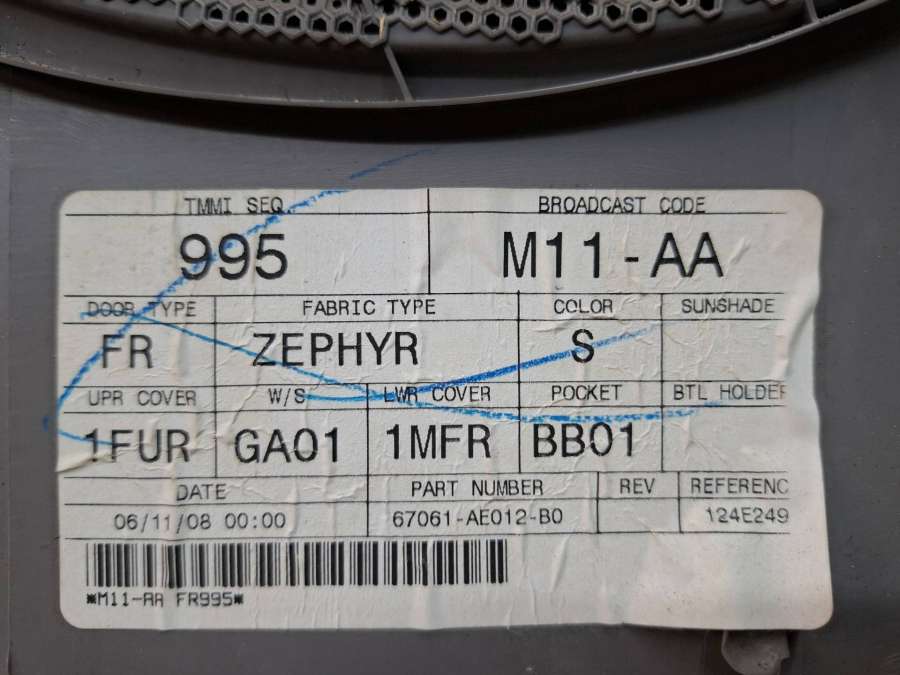 TMMI SEQ BROADCAST CODE
995 M11-AA
DOOR TYPE FABRIC TYPE COLOR SUNSHADE
FR ZEPHYR S
UPR COVER W/S LWR COVER POCKET BTL HOLDER
1FUR GA01 1MFR BB01
DATE PART NUMBER REV REFERENC
06/11/08 00:00 67061-AE012-B0 124E249
*M11-AA FR995*